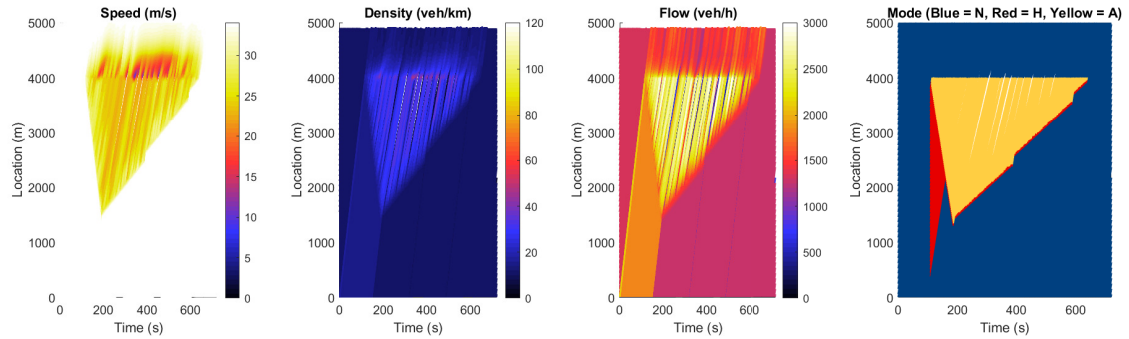 Speed (m/s)
5000
4000
3000
2000
1000
0
Location (m)
0 200 400 600
Time (s)
30
25
20
15
10
5
0
Density (veh/km)
5000
4000
3000
2000
1000
0
Location (m)
0 200 400 600
Time (s)
120
100
80
60
40
20
0
Flow (veh/h)
5000
4000
3000
2000
1000
0
Location (m)
0 200 400 600
Time (s)
3000
2500
2000
1500
1000
500
0
Mode (Blue = N, Red = H, Yellow = A)
5000
4000
3000
2000
1000
0
Location (m)
0 200 400 600
Time (s)